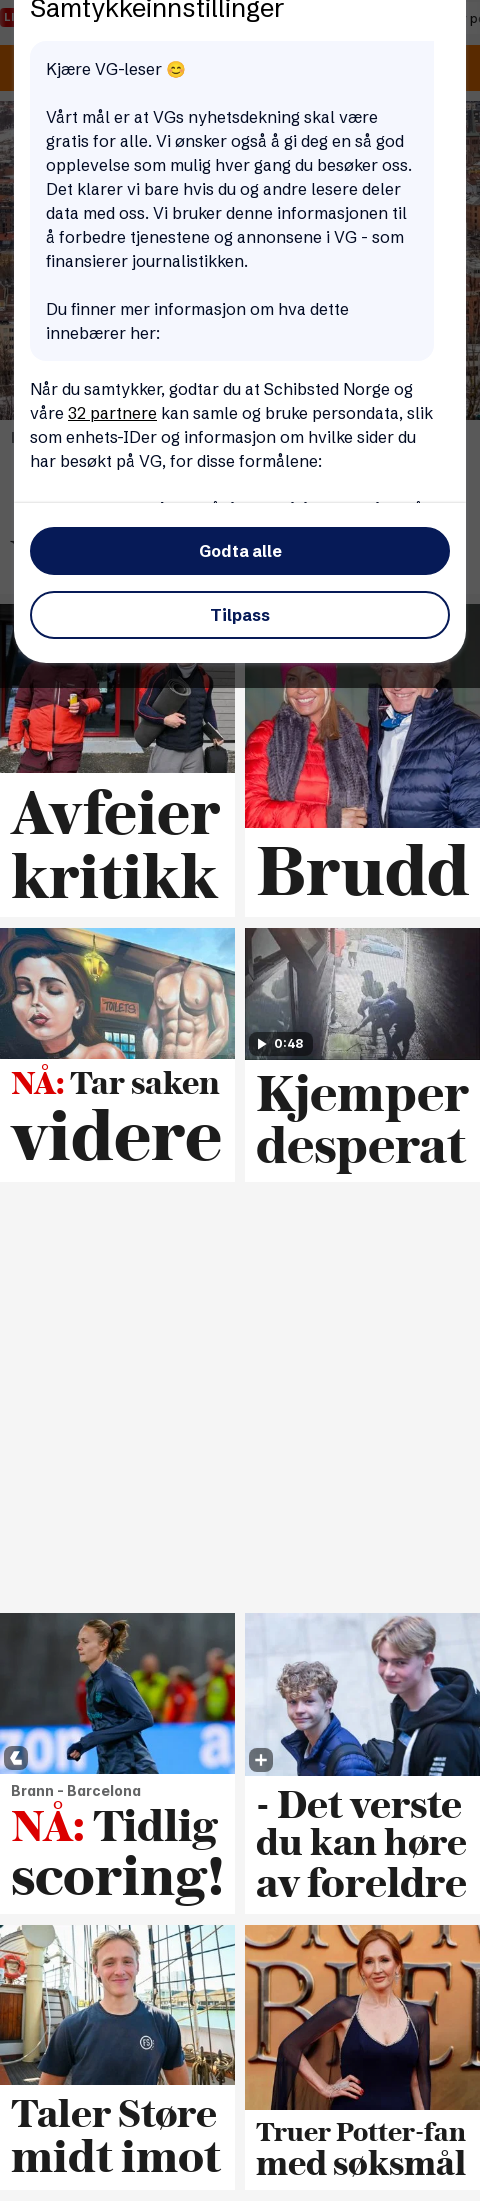 Samtykkeinnstillinger
Kjære VG-leser 😊
Vårt mål er at VGs nyhetsdekning skal være
gratis for alle. Vi ønsker også å gi deg en så god
opplevelse som mulig hver gang du besøker oss.
Det klarer vi bare hvis du og andre lesere deler
data med oss. Vi bruker denne informasjonen til
å forbedre tjenestene og annonsene i VG - som
finansierer journalistikken.
Du finner mer informasjon om hva dette
innebærer her:
Når du samtykker, godtar du at Schibsted Norge og
våre 32 partnere kan samle og bruke persondata, slik
som enhets-IDer og informasjon om hvilke sider du
har besøkt på VG, for disse formålene:
Godta alle
Tilpass
Avfeier
kritikk
Brudd
TOILETS
NÅ: Tar saken
videre
0:48
Kjemper
desperat
Brann - Barcelona
NÅ: Tidlig
scoring!
- Det verste
du kan høre
av foreldre
Taler Støre
midt imot
Truer Potter-fan
med søksmål